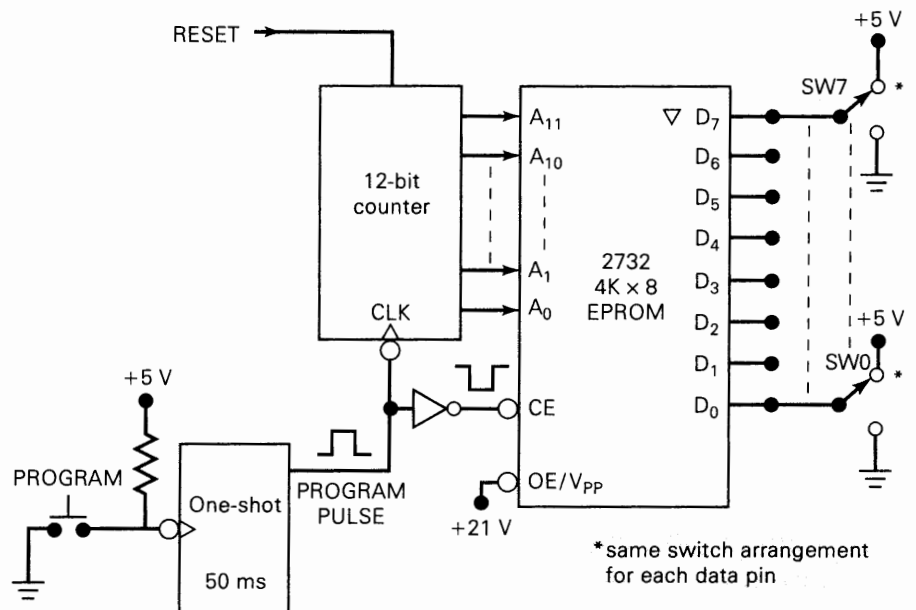 RESET
+5 V
SW7
*
12-bit
counter
CLK
A₁₁
A₁₀
A₁
A₀
2732
4K × 8
EPROM
▽ D₇
D₆
D₅
D₄
D₃
D₂
D₁
D₀
CE
OE/V_PP
+21 V
+5 V
SW0
*
+5 V
PROGRAM
One-shot
50 ms
PROGRAM
PULSE
*same switch arrangement
for each data pin